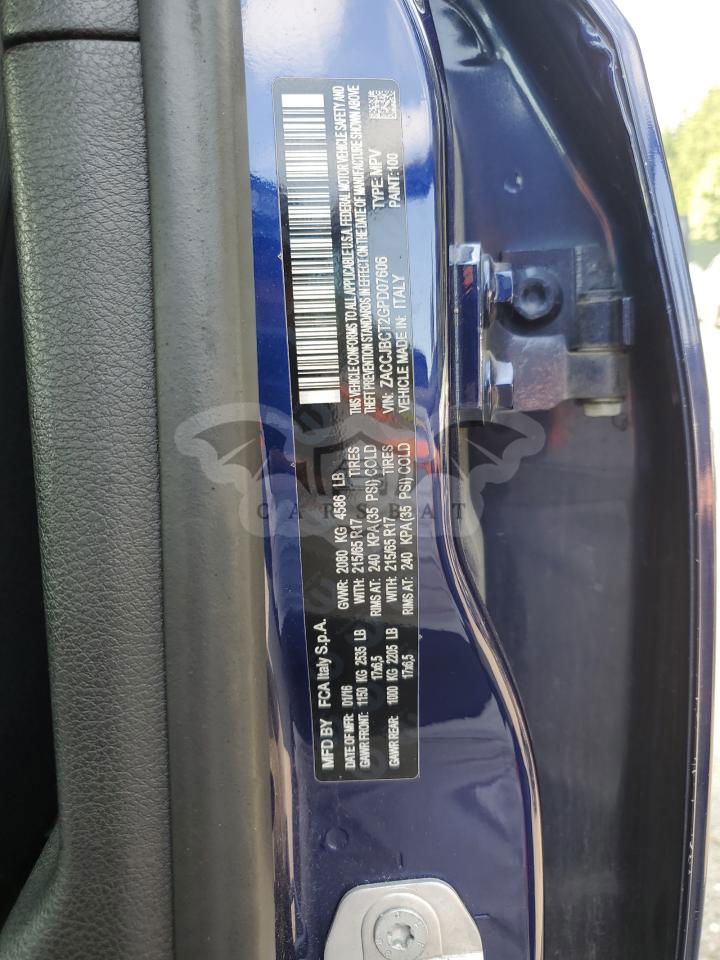 MFD BY FCA Italy S.p.A.
DATE OF MFR: 01/16 GVWR: 2080 KG 4586 LB
GAWR FRONT: 1150 KG 2535 LB WITH: 215/65 R17 TIRES
17x6,5 RIMS AT: 240 KPA (35 PSI) COLD
GAWR REAR: 1000 KG 2205 LB WITH: 215/65 R17 TIRES
17x6,5 RIMS AT: 240 KPA (35 PSI) COLD
THIS VEHICLE CONFORMS TO ALL APPLICABLE U.S.A. FEDERAL MOTOR VEHICLE SAFETY AND
THEFT PREVENTION STANDARDS IN EFFECT ON THE DATE OF MANUFACTURE SHOWN ABOVE
VIN: ZACCJBCT2GPD07606 TYPE: MPV
VEHICLE MADE IN: ITALY PAINT: 100
CARSBAT